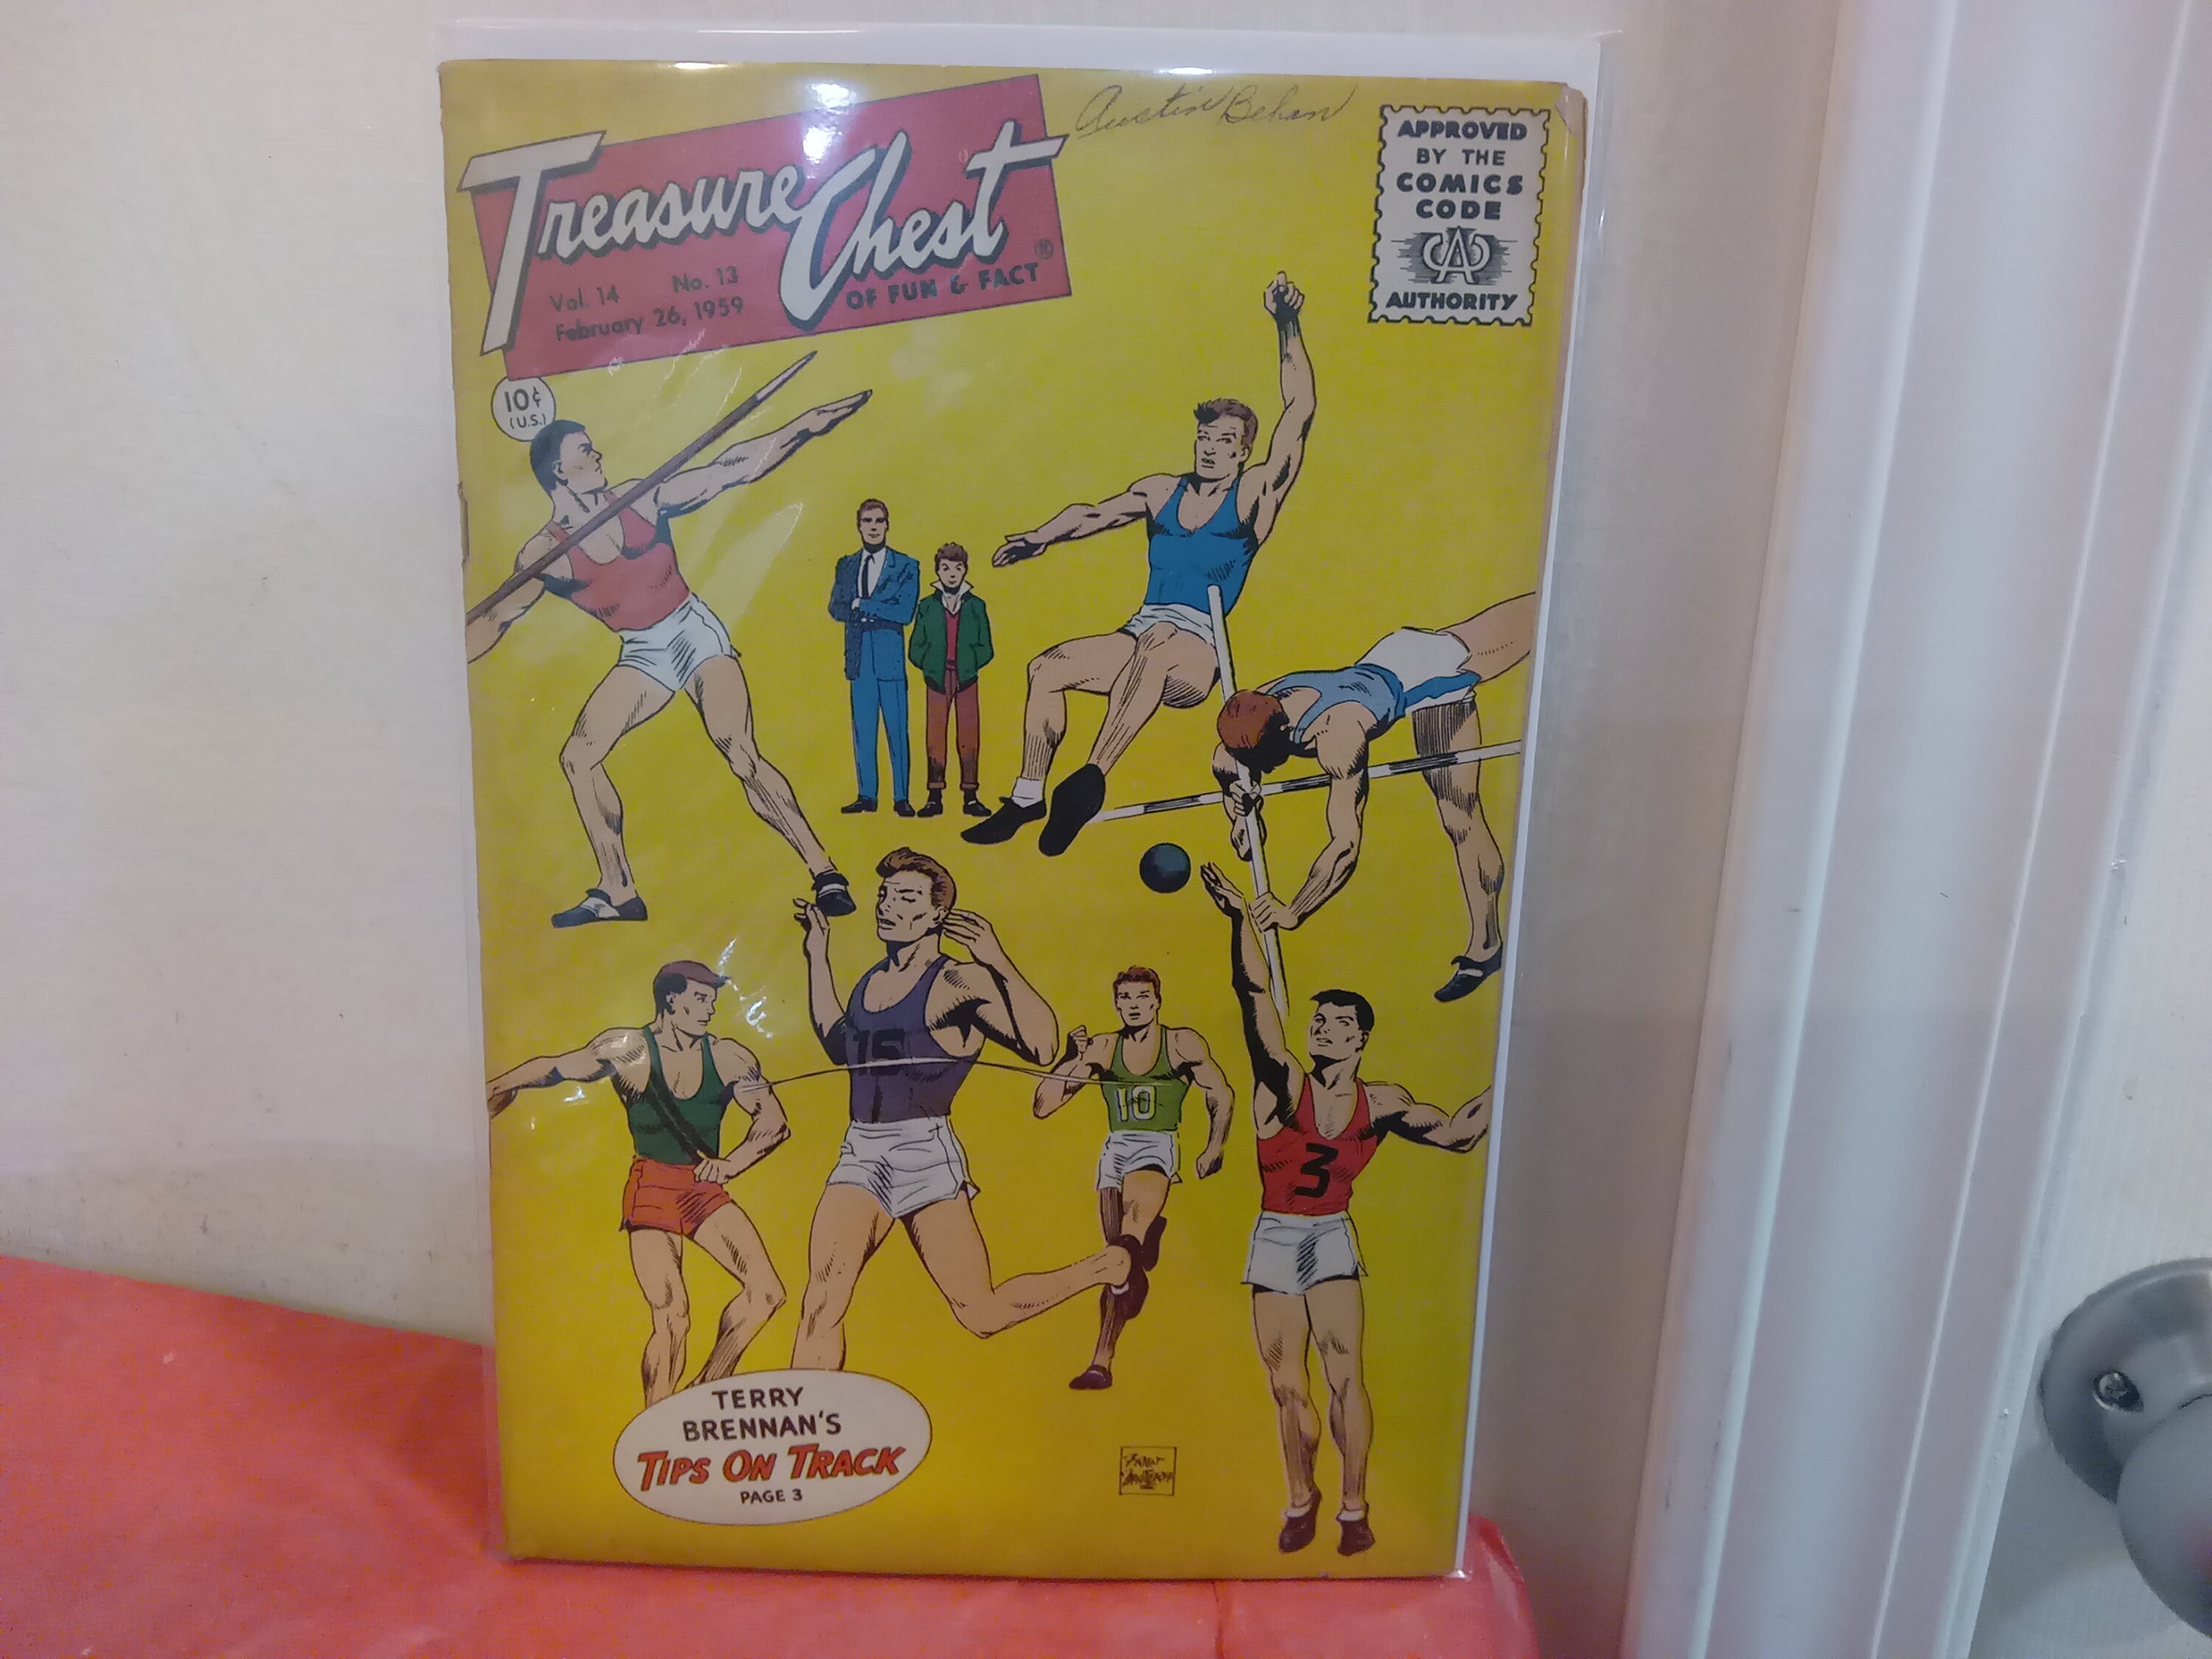 Austin Behan
Treasure Chest®
OF FUN & FACT
Vol. 14 No. 13
February 26, 1959
10¢
(U.S.)
APPROVED
BY THE
COMICS
CODE
CA
AUTHORITY
15
10
3
TERRY
BRENNAN'S
TIPS ON TRACK
PAGE 3